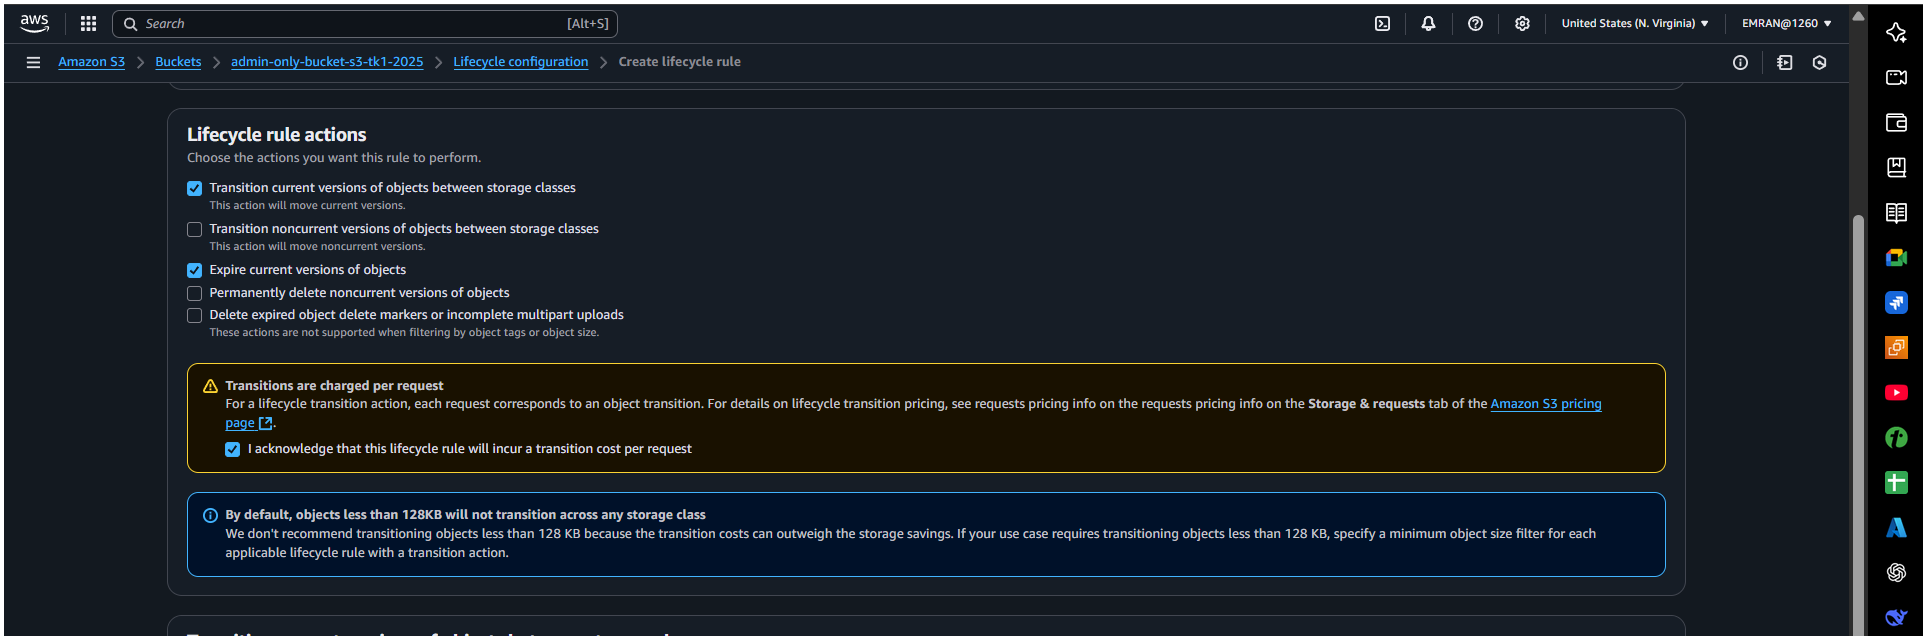 aws
Search [Alt+S]
United States (N. Virginia)
EMRAN@1260
Amazon S3 > Buckets > admin-only-bucket-s3-tk1-2025 > Lifecycle configuration > Create lifecycle rule
Lifecycle rule actions
Choose the actions you want this rule to perform.
Transition current versions of objects between storage classes
This action will move current versions.
Transition noncurrent versions of objects between storage classes
This action will move noncurrent versions.
Expire current versions of objects
Permanently delete noncurrent versions of objects
Delete expired object delete markers or incomplete multipart uploads
These actions are not supported when filtering by object tags or object size.
Transitions are charged per request
For a lifecycle transition action, each request corresponds to an object transition. For details on lifecycle transition pricing, see requests pricing info on the requests pricing info on the Storage & requests tab of the Amazon S3 pricing
page.
I acknowledge that this lifecycle rule will incur a transition cost per request
By default, objects less than 128KB will not transition across any storage class
We don't recommend transitioning objects less than 128 KB because the transition costs can outweigh the storage savings. If your use case requires transitioning objects less than 128 KB, specify a minimum object size filter for each
applicable lifecycle rule with a transition action.